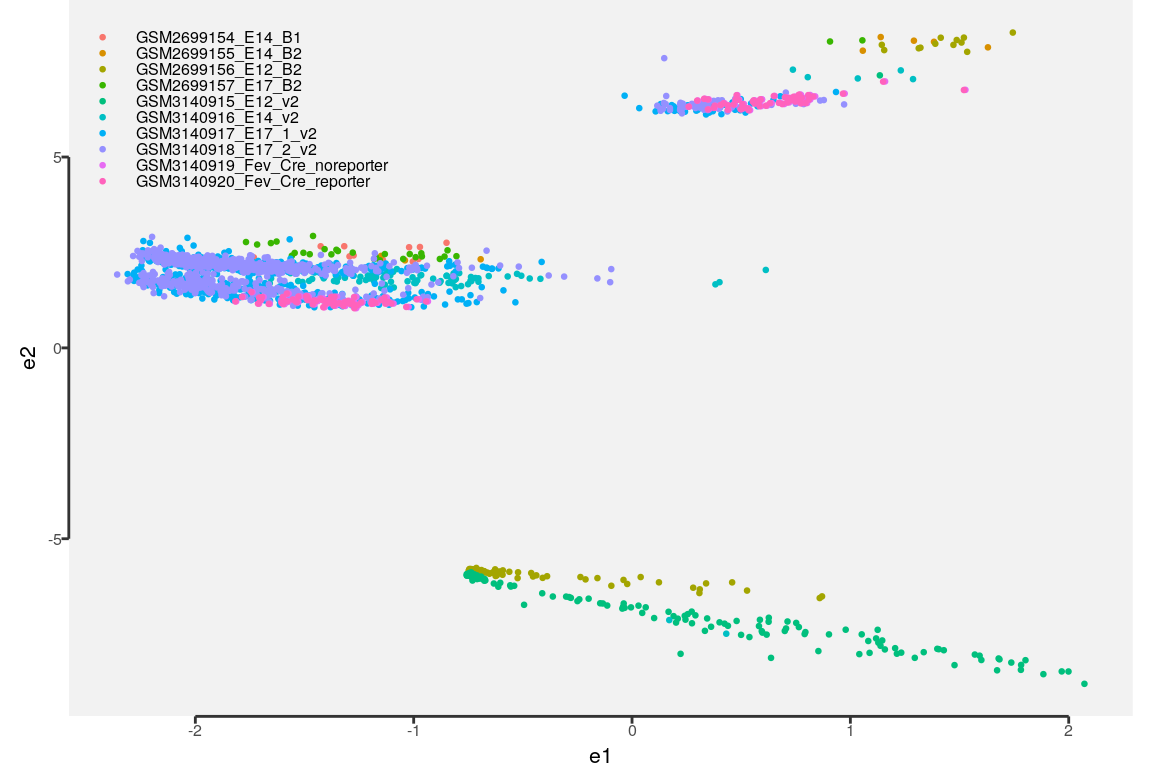 GSM2699154_E14_B1
GSM2699155_E14_B2
GSM2699156_E12_B2
GSM2699157_E17_B2
GSM3140915_E12_v2
GSM3140916_E14_v2
GSM3140917_E17_1_v2
GSM3140918_E17_2_v2
GSM3140919_Fev_Cre_noreporter
GSM3140920_Fev_Cre_reporter
5
0
-5
e2
-2 -1 0 1 2
e1